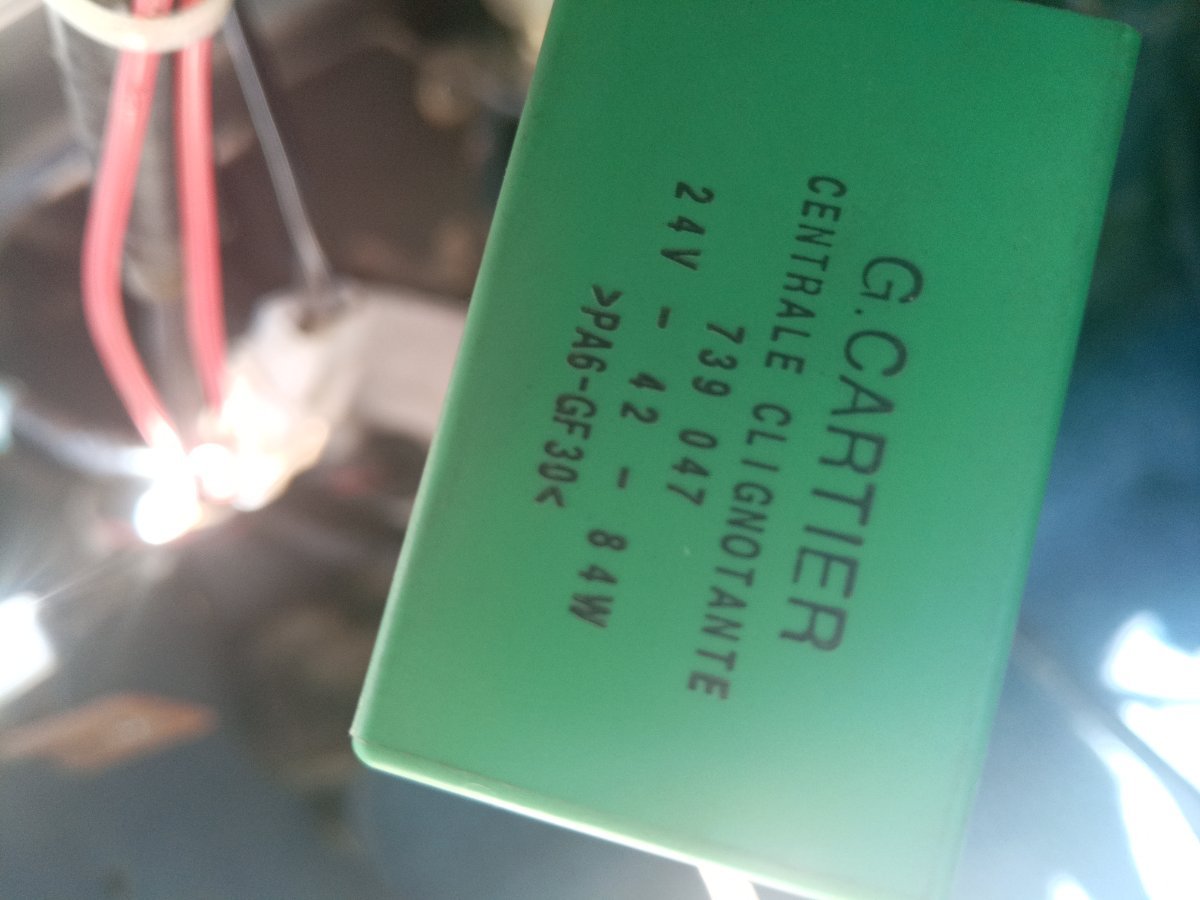 G.CARTIER
CENTRALE CLIGNOTANTE
739 047
24V - 42 - 84W
>PA6-GF30<